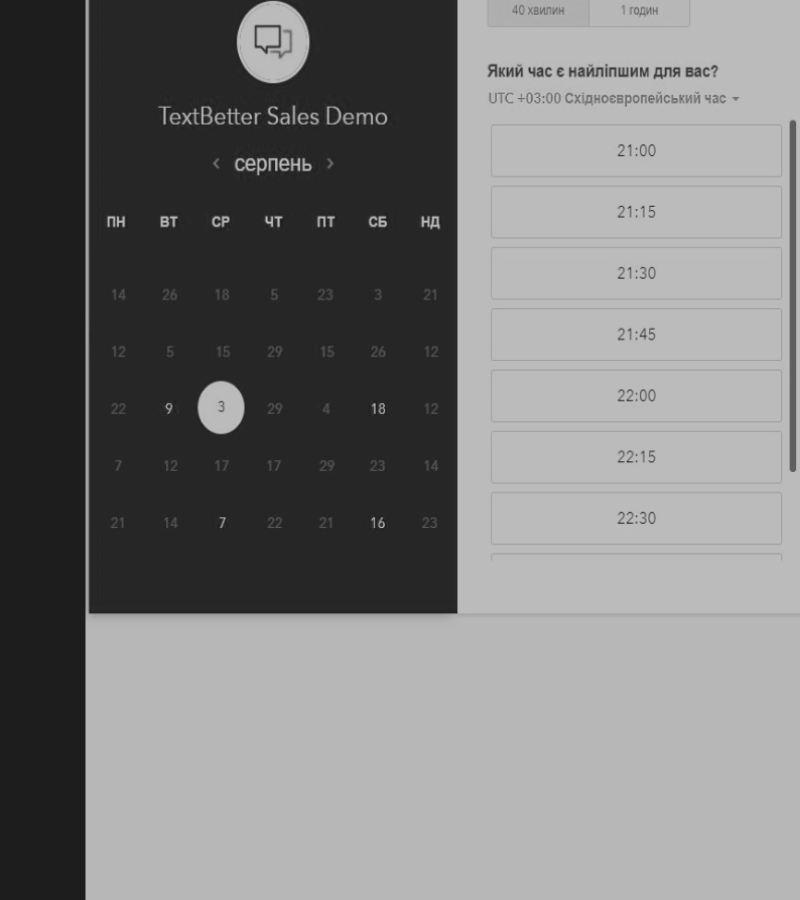 TextBetter Sales Demo
‹ серпень ›
ПН ВТ СР ЧТ ПТ СБ НД
14 26 18 5 23 3 21
12 5 15 29 15 26 12
22 9 3 29 4 18 12
7 12 17 17 29 23 14
21 14 7 22 21 16 23
40 хвилин 1 годин
Який час є найліпшим для вас?
UTC +03:00 Східноєвропейський час
21:00
21:15
21:30
21:45
22:00
22:15
22:30